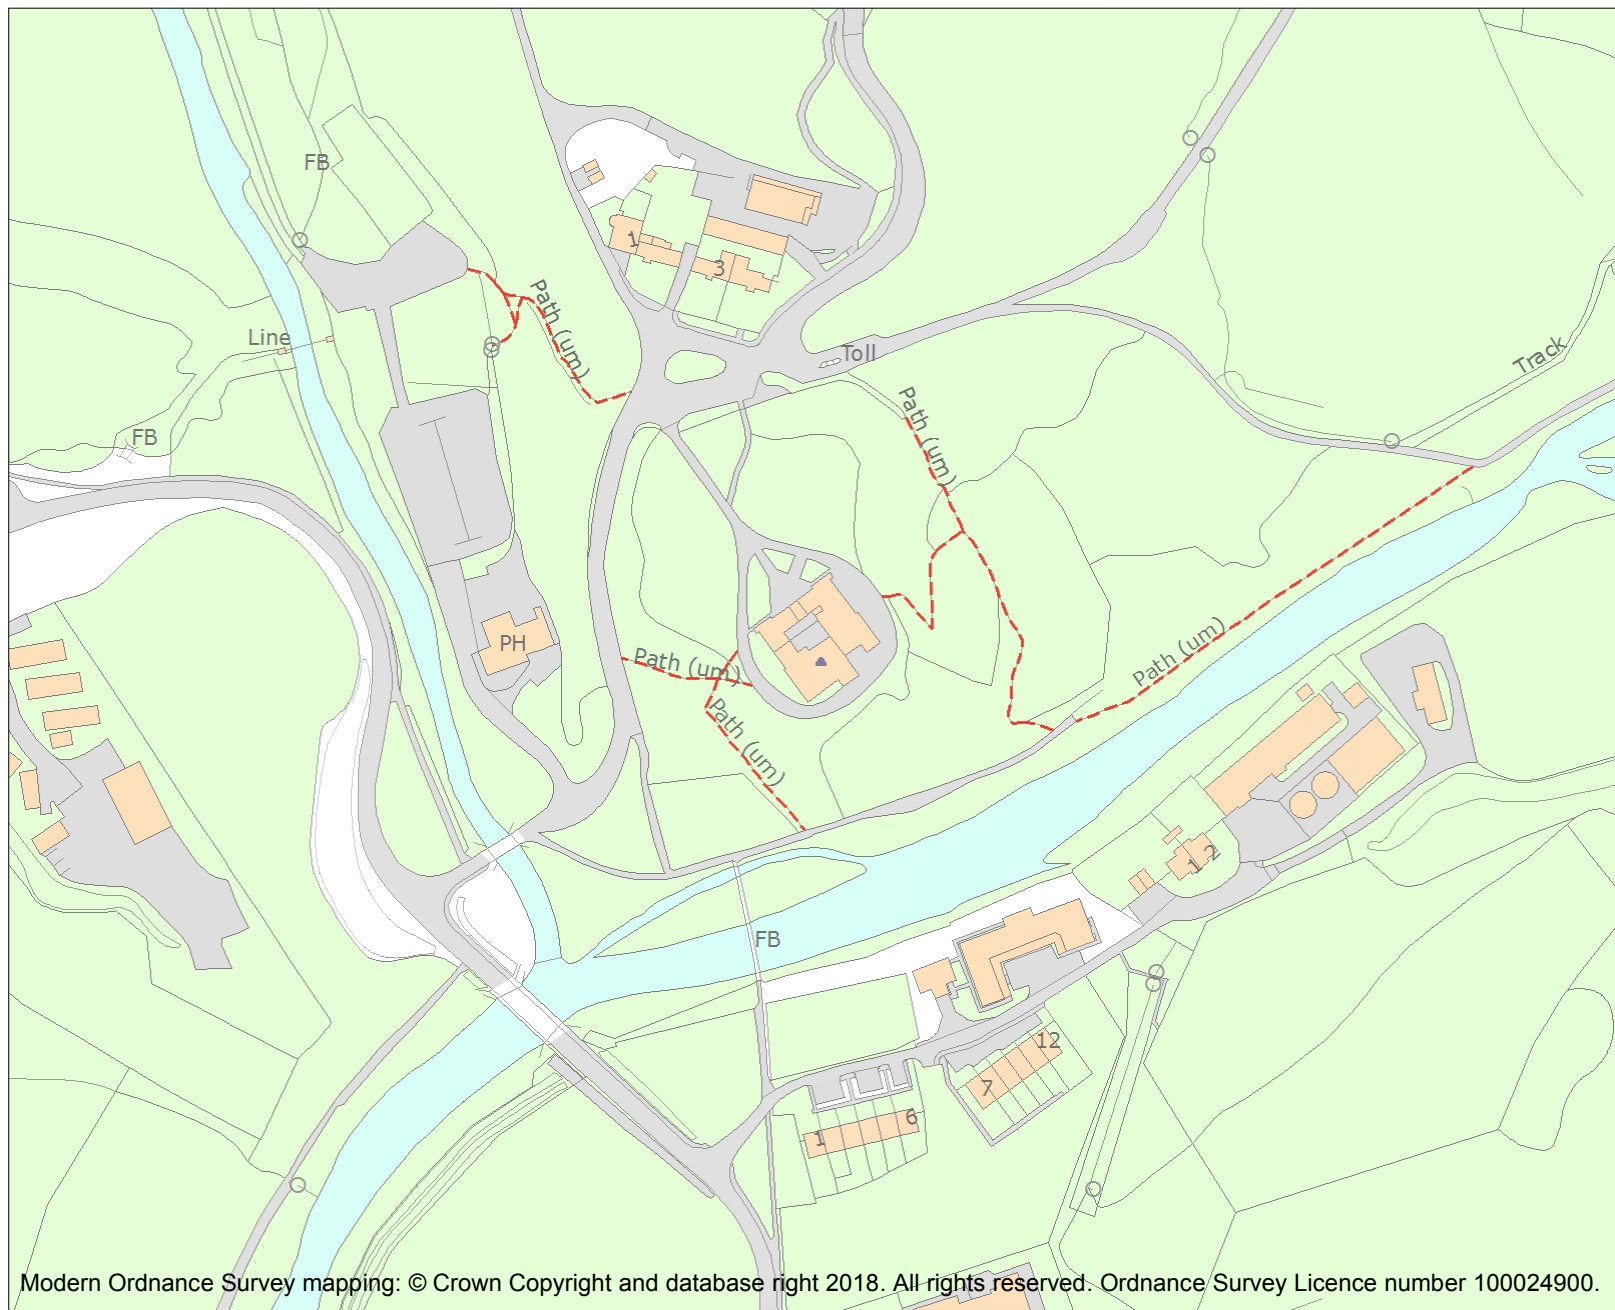 FB
1
3
Path (um)
Line
Toll
Track
Path (um)
FB
PH
Path (um)
Path (um)
Path (um)
1 2
FB
12
7
6
1
Modern Ordnance Survey mapping: © Crown Copyright and database right 2018. All rights reserved. Ordnance Survey Licence number 100024900.